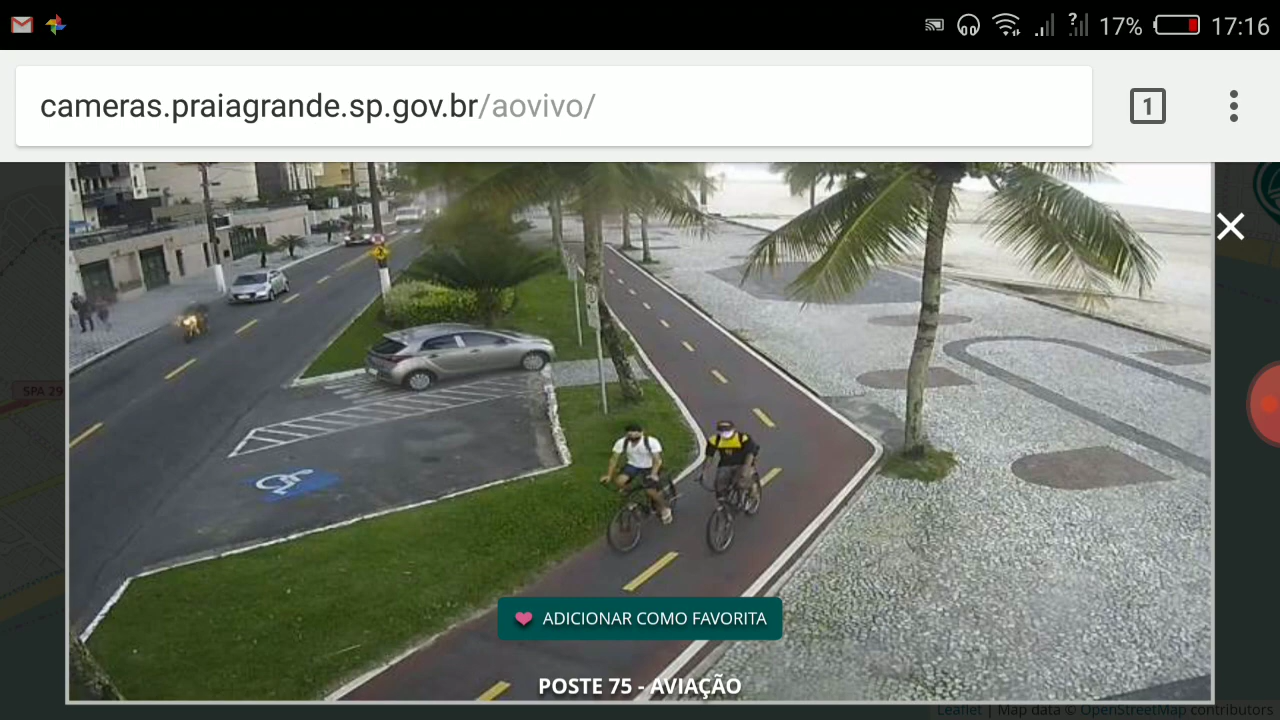 17% 17:16
cameras.praiagrande.sp.gov.br/aovivo/
1
SPA 29
ADICIONAR COMO FAVORITA
POSTE 75 - AVIAÇÃO
Leaflet | Map data © OpenStreetMap contributors